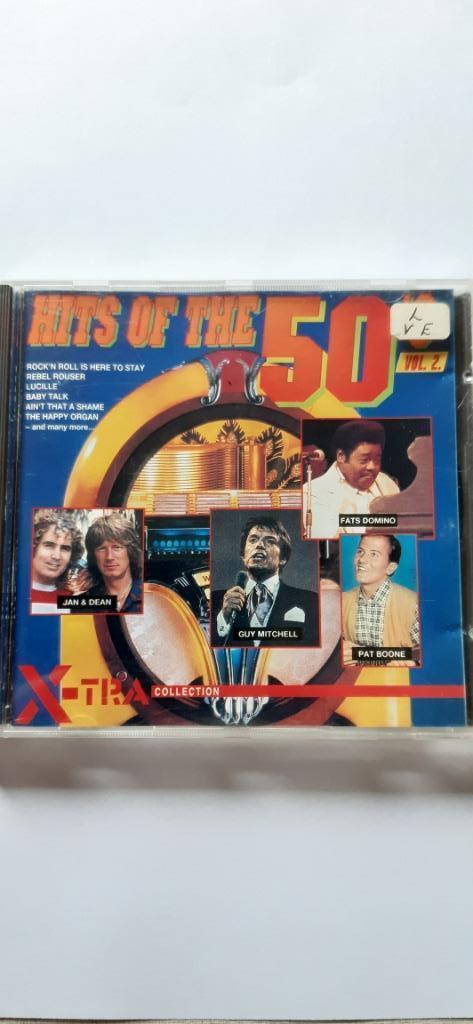 HITS OF THE 50's
L
V E
VOL. 2.
ROCK'N ROLL IS HERE TO STAY
REBEL ROUSER
LUCILLE
BABY TALK
AIN'T THAT A SHAME
THE HAPPY ORGAN
– and many more...
FATS DOMINO
JAN & DEAN
GUY MITCHELL
PAT BOONE
X-TRA COLLECTION